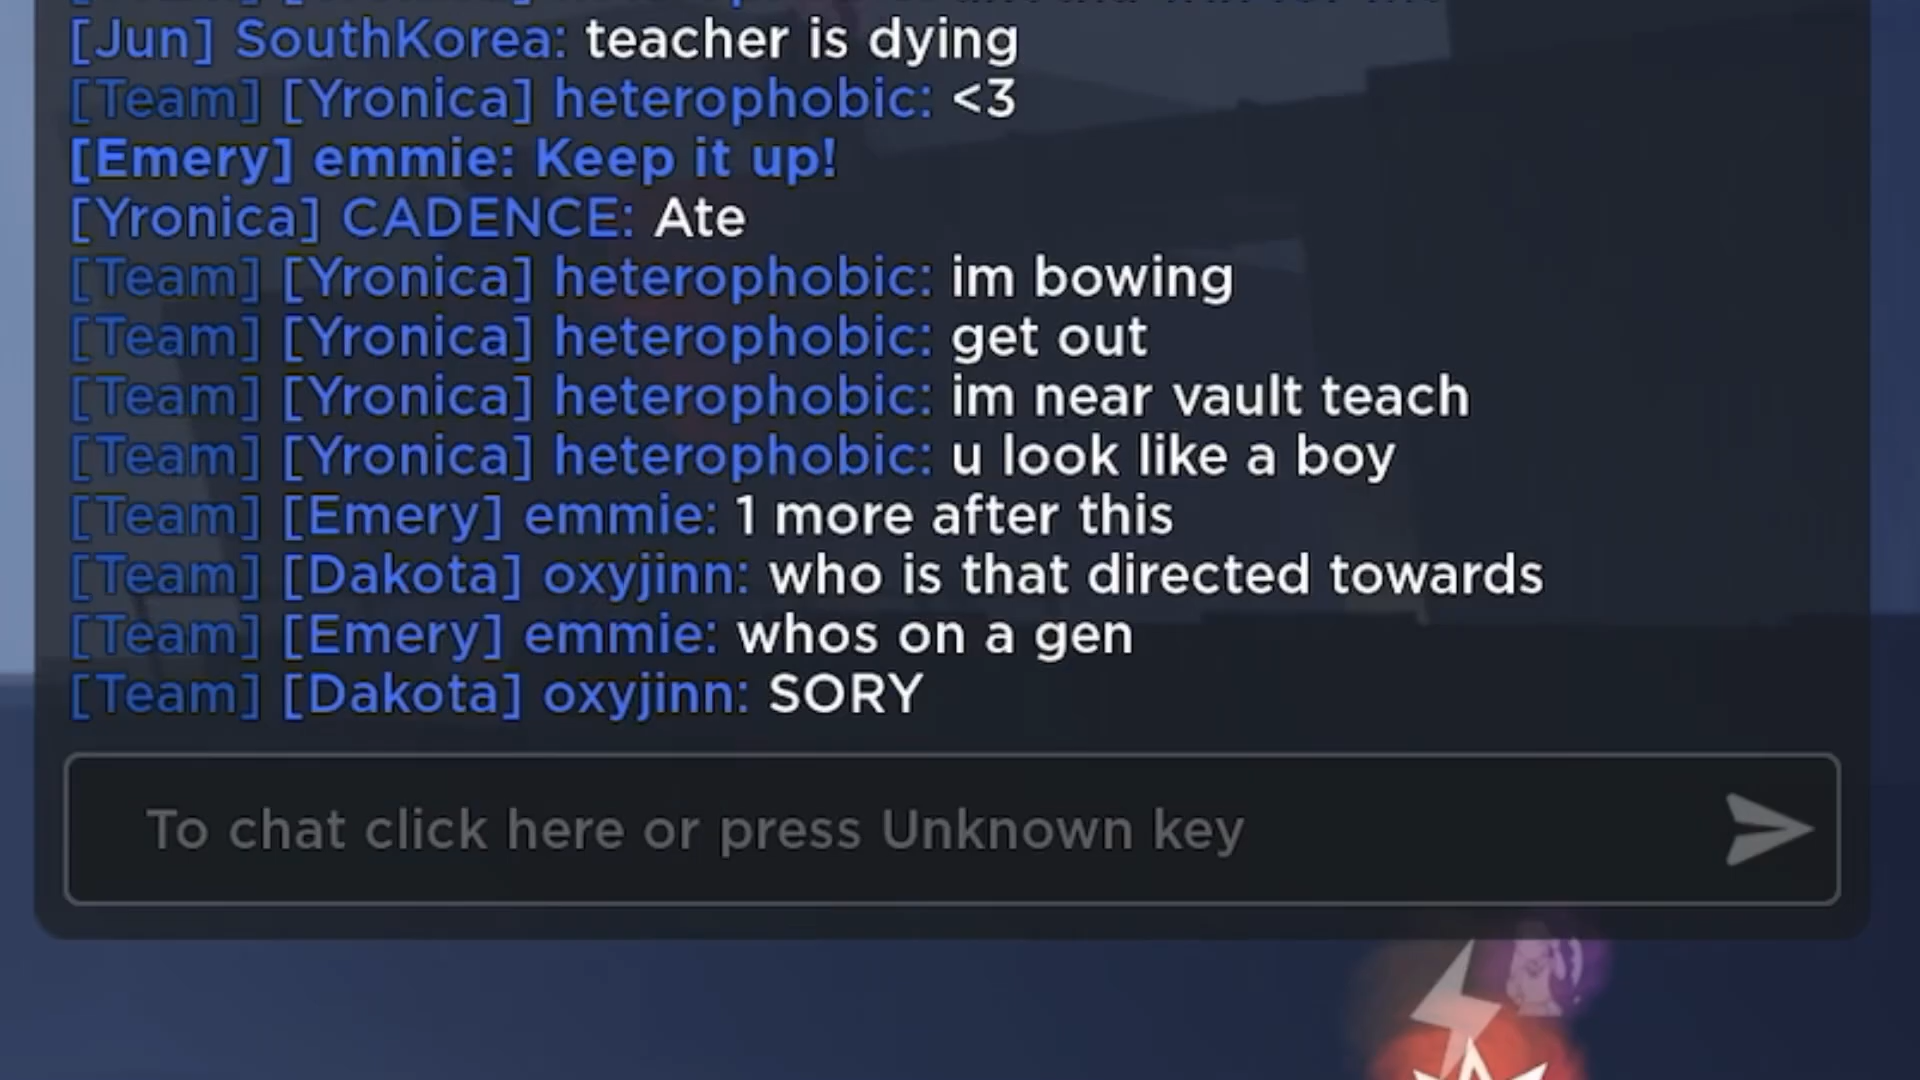 [Jun] SouthKorea: teacher is dying
[Team] [Yronica] heterophobic: <3
[Emery] emmie: Keep it up!
[Yronica] CADENCE: Ate
[Team] [Yronica] heterophobic: im bowing
[Team] [Yronica] heterophobic: get out
[Team] [Yronica] heterophobic: im near vault teach
[Team] [Yronica] heterophobic: u look like a boy
[Team] [Emery] emmie: 1 more after this
[Team] [Dakota] oxyjinn: who is that directed towards
[Team] [Emery] emmie: whos on a gen
[Team] [Dakota] oxyjinn: SORY
To chat click here or press Unknown key